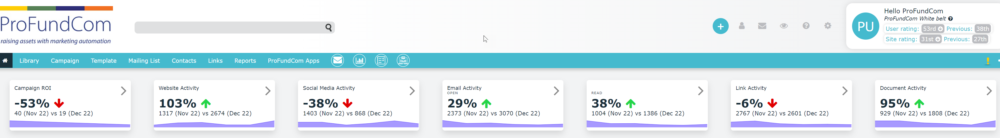 ProFundCom
raising assets with marketing automation
+
?
PU
Hello ProFundCom
ProFundCom White belt ?
User rating: 53rd Previous: 38th
Site rating: 31st Previous: 27th
Library Campaign Template Mailing List Contacts Links Reports ProFundCom Apps !
Campaign ROI
-53%
40 (Nov 22) vs 19 (Dec 22)
Website Activity
103%
1317 (Nov 22) vs 2674 (Dec 22)
Social Media Activity
-38%
1403 (Nov 22) vs 868 (Dec 22)
Email Activity
OPEN
29%
2373 (Nov 22) vs 3070 (Dec 22)
READ
38%
1004 (Nov 22) vs 1386 (Dec 22)
Link Activity
-6%
2767 (Nov 22) vs 2601 (Dec 22)
Document Activity
95%
929 (Nov 22) vs 1808 (Dec 22)